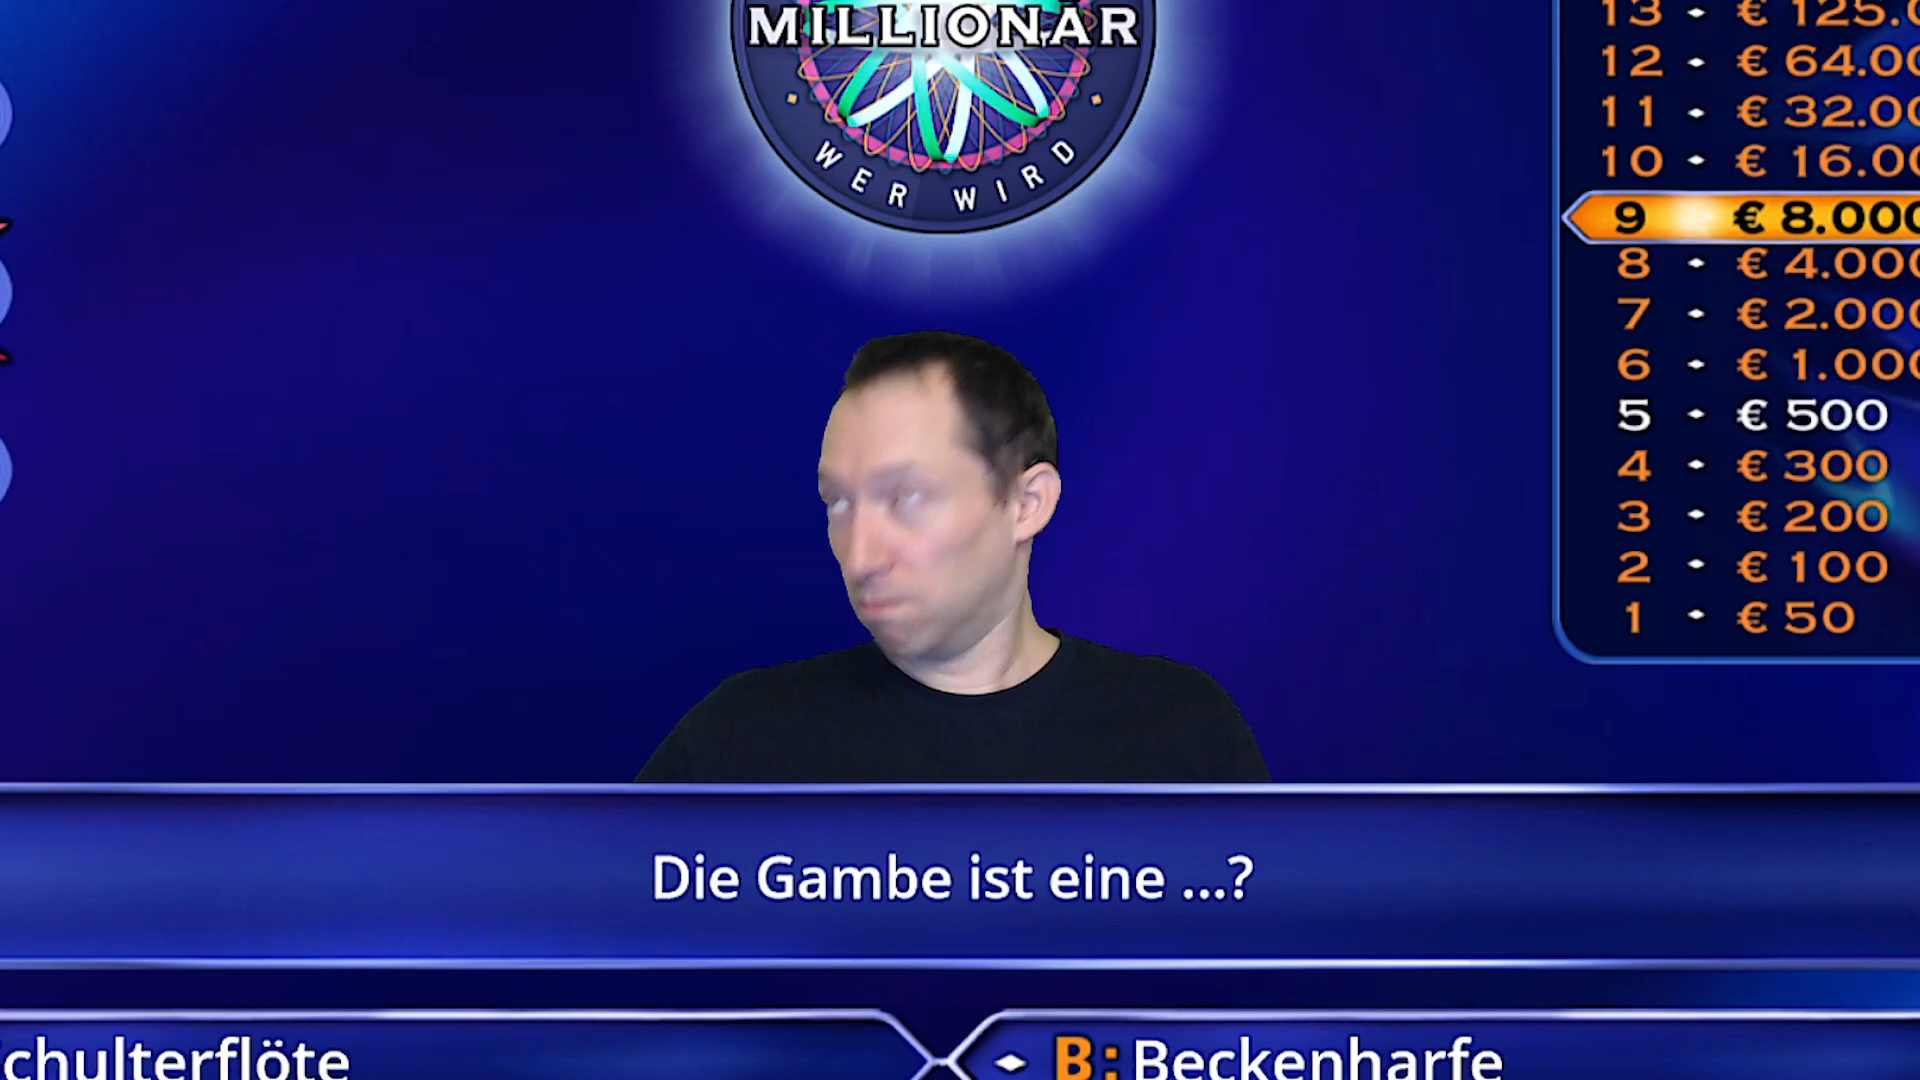 MILLIONÄR
WER WIRD
13 € 125.0
12 € 64.00
11 € 32.00
10 € 16.00
9 € 8.000
8 € 4.000
7 € 2.000
6 € 1.000
5 € 500
4 € 300
3 € 200
2 € 100
1 € 50
Die Gambe ist eine ...?
chulterflöte
B: Beckenharfe